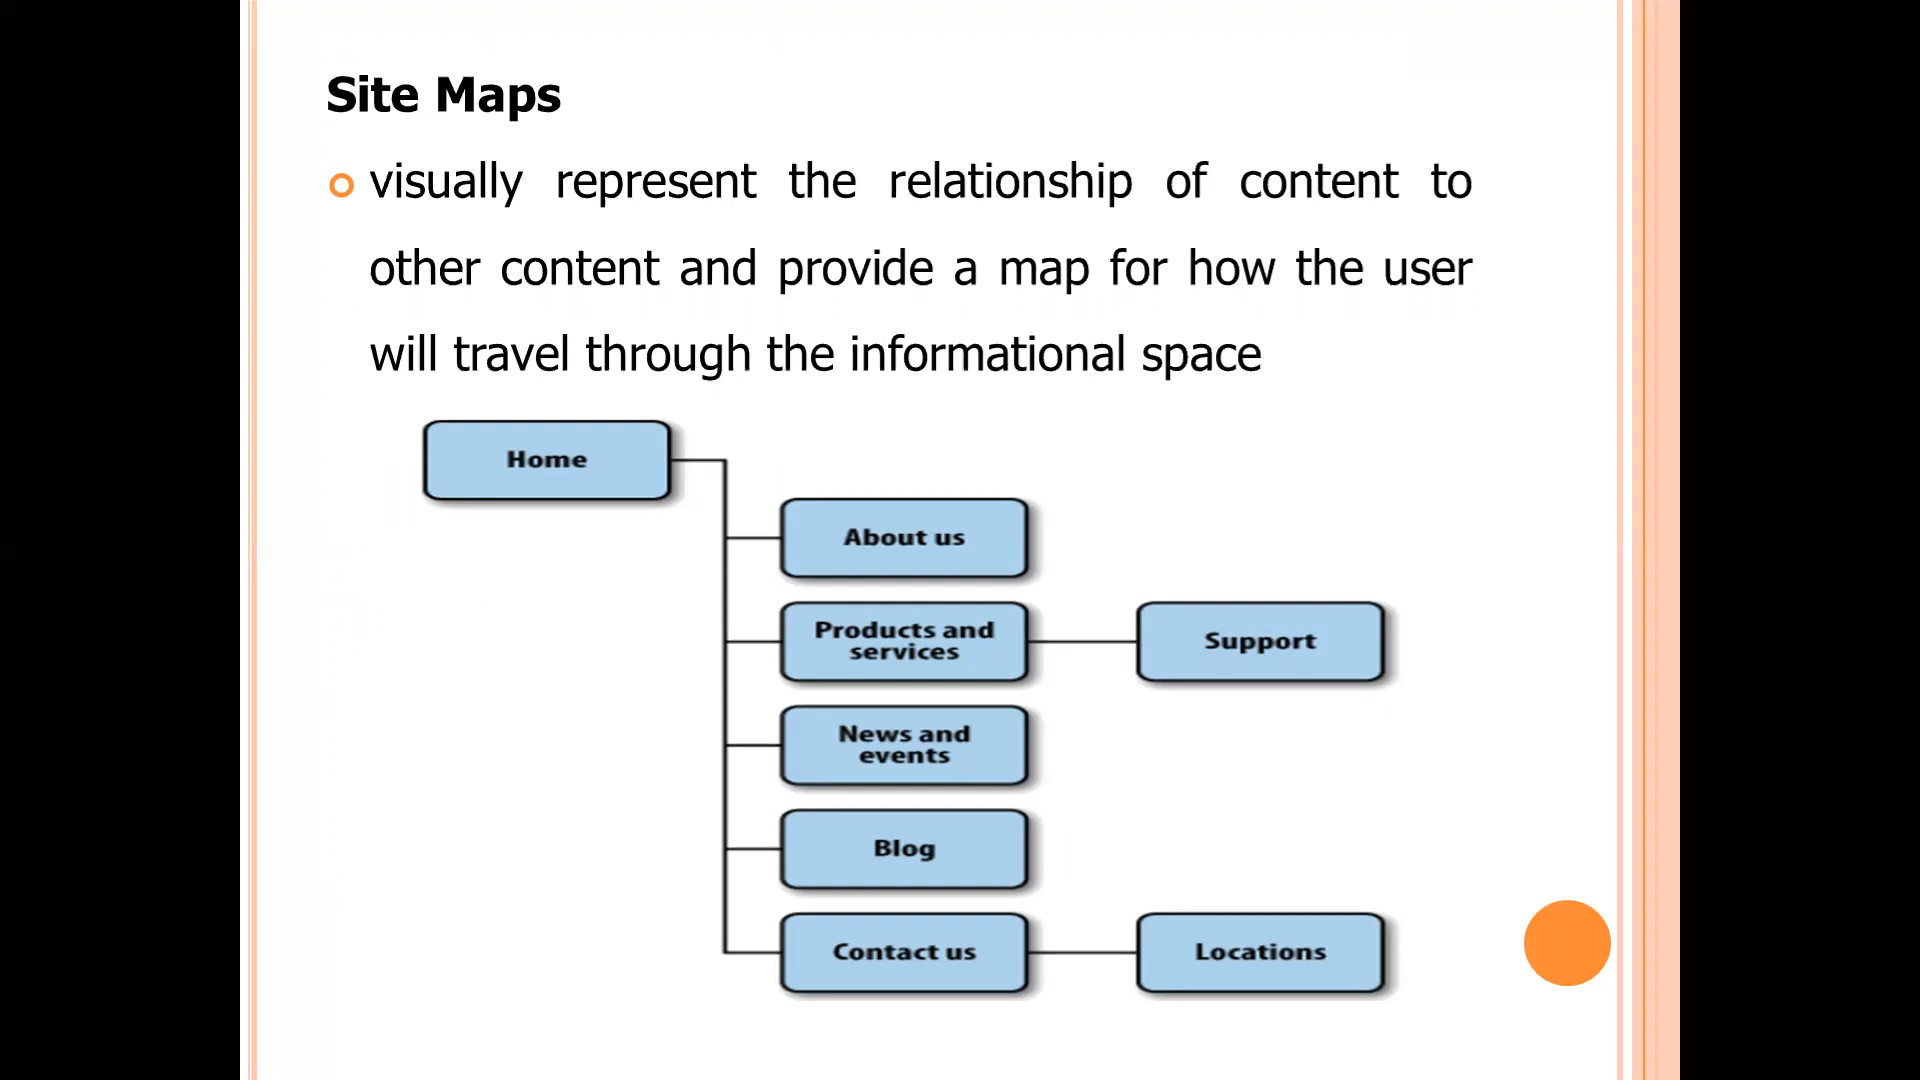 Site Maps
visually represent the relationship of content to
other content and provide a map for how the user
will travel through the informational space
Home
About us
Products and
services
Support
News and
events
Blog
Contact us
Locations